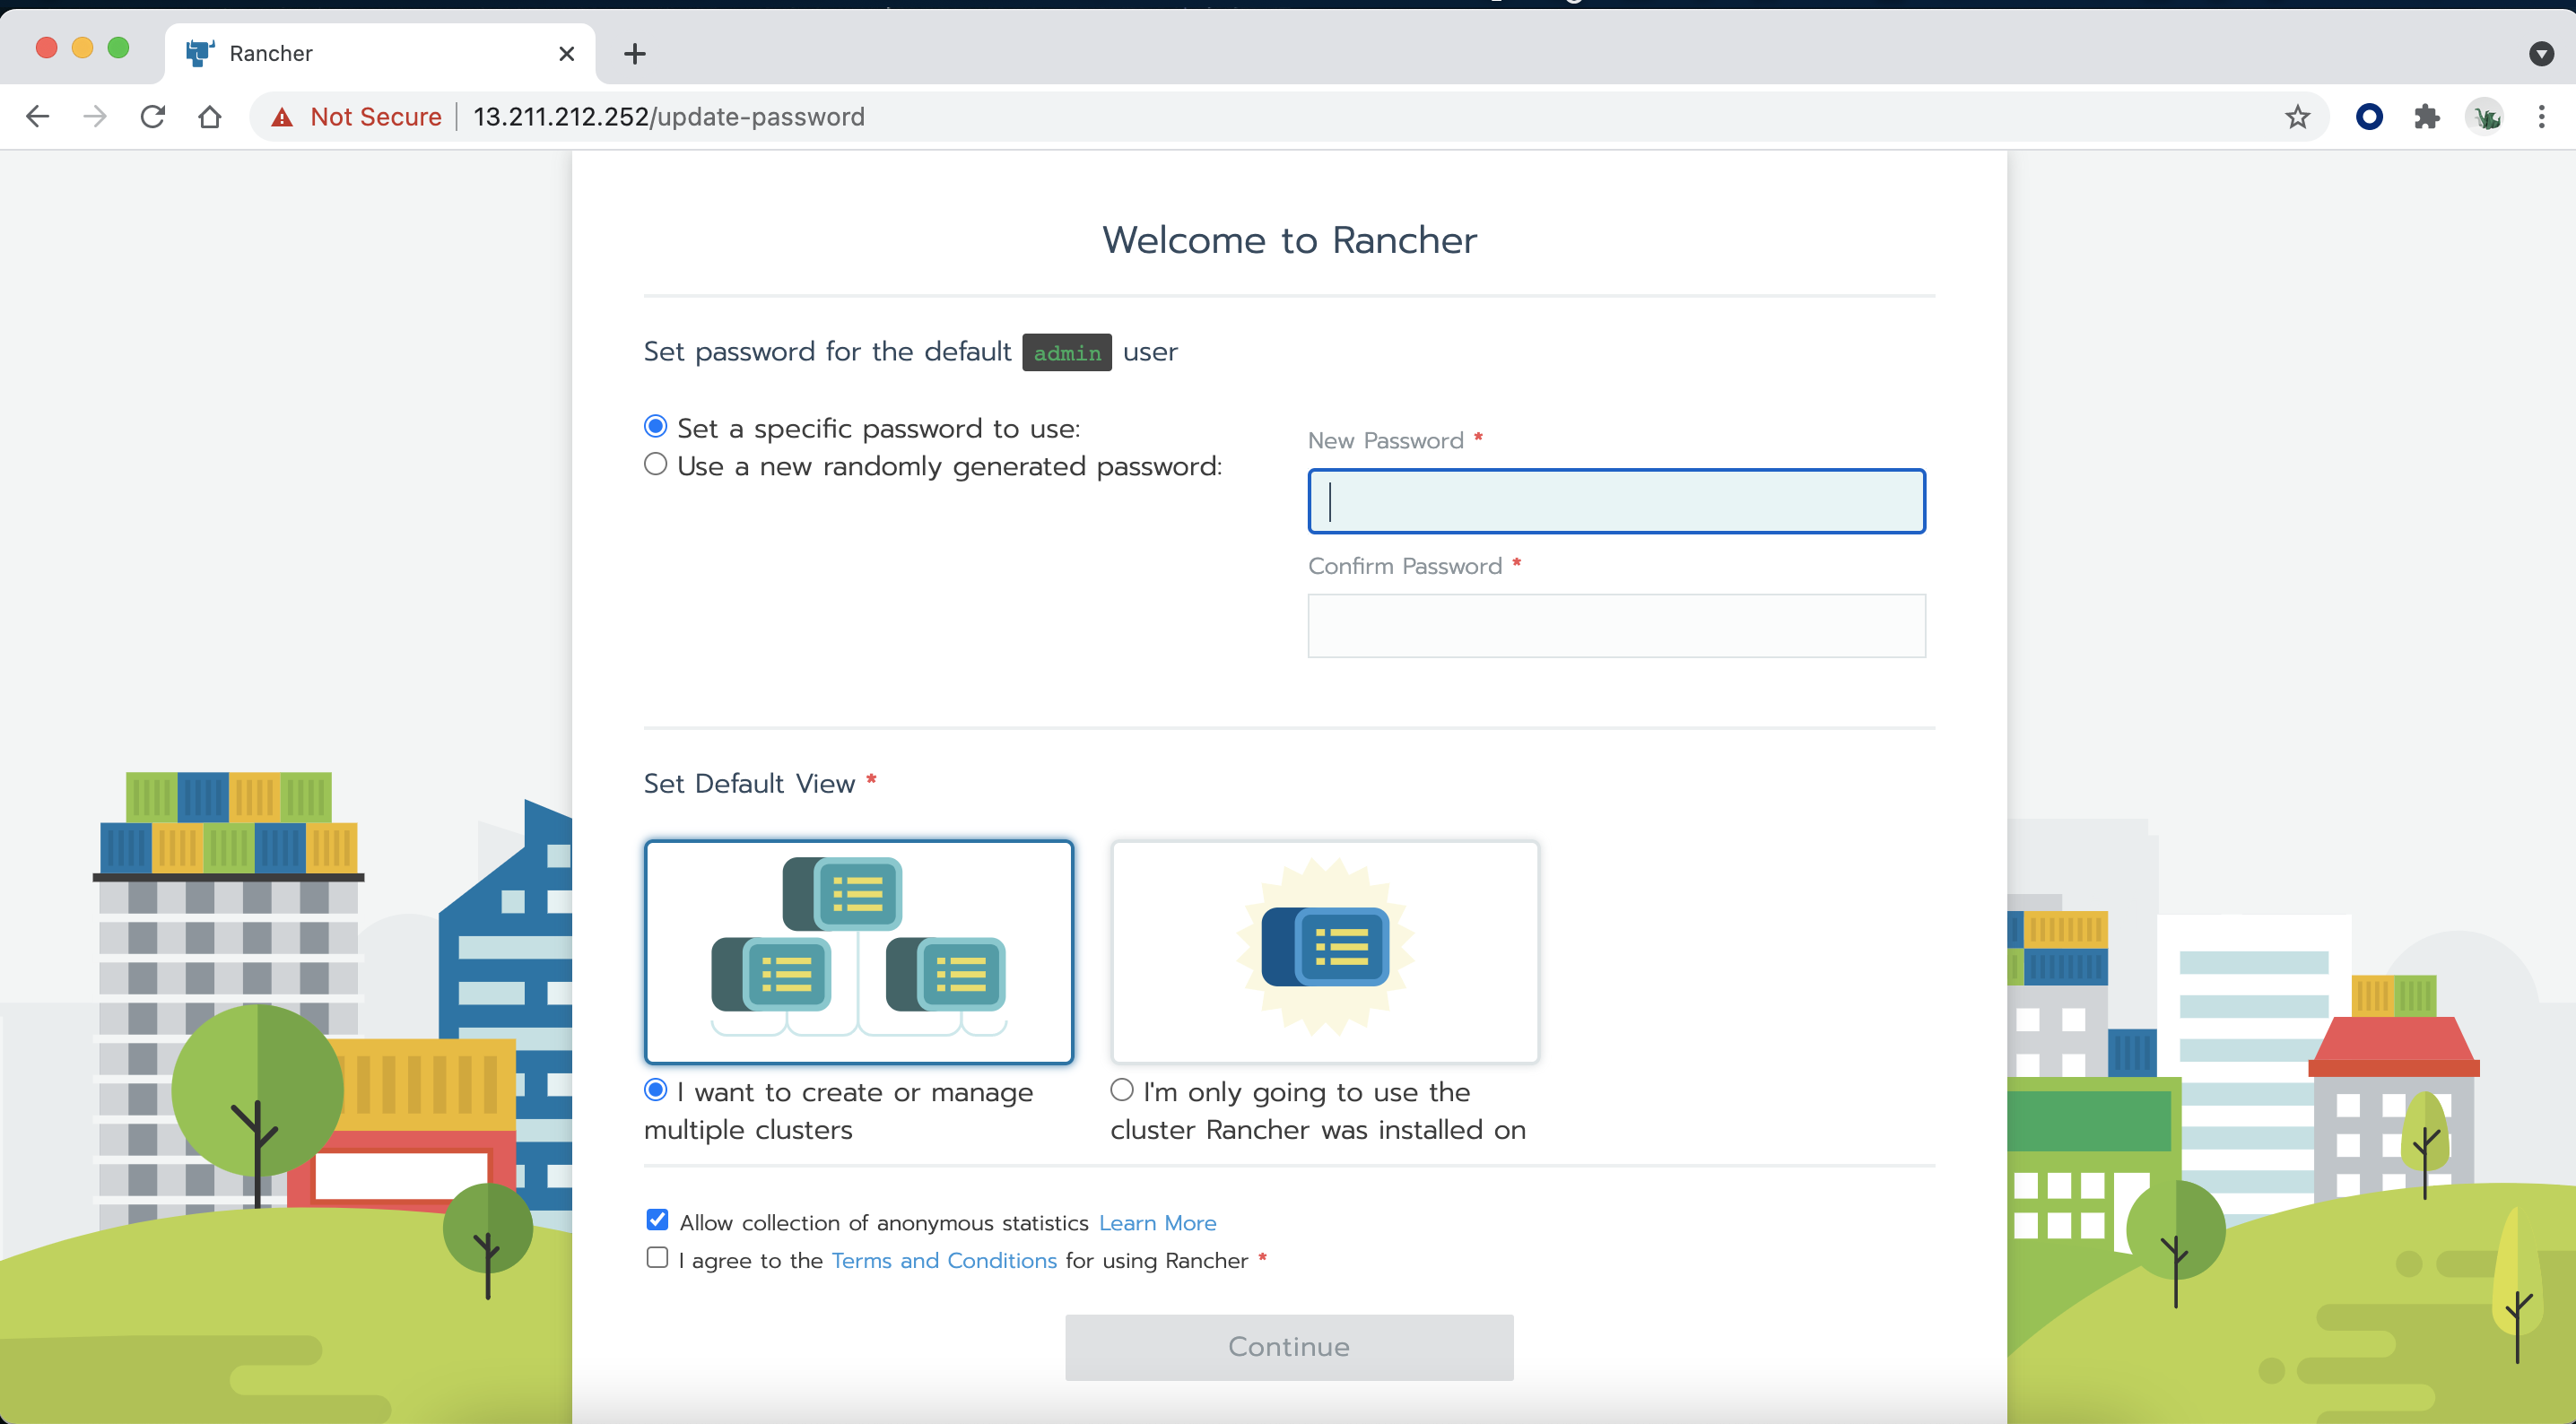 Rancher
Not Secure 13.211.212.252/update-password
Welcome to Rancher
Set password for the default admin user
Set a specific password to use:
Use a new randomly generated password:
New Password *
Confirm Password *
Set Default View *
I want to create or manage
multiple clusters
I'm only going to use the
cluster Rancher was installed on
Allow collection of anonymous statistics Learn More
I agree to the Terms and Conditions for using Rancher *
Continue